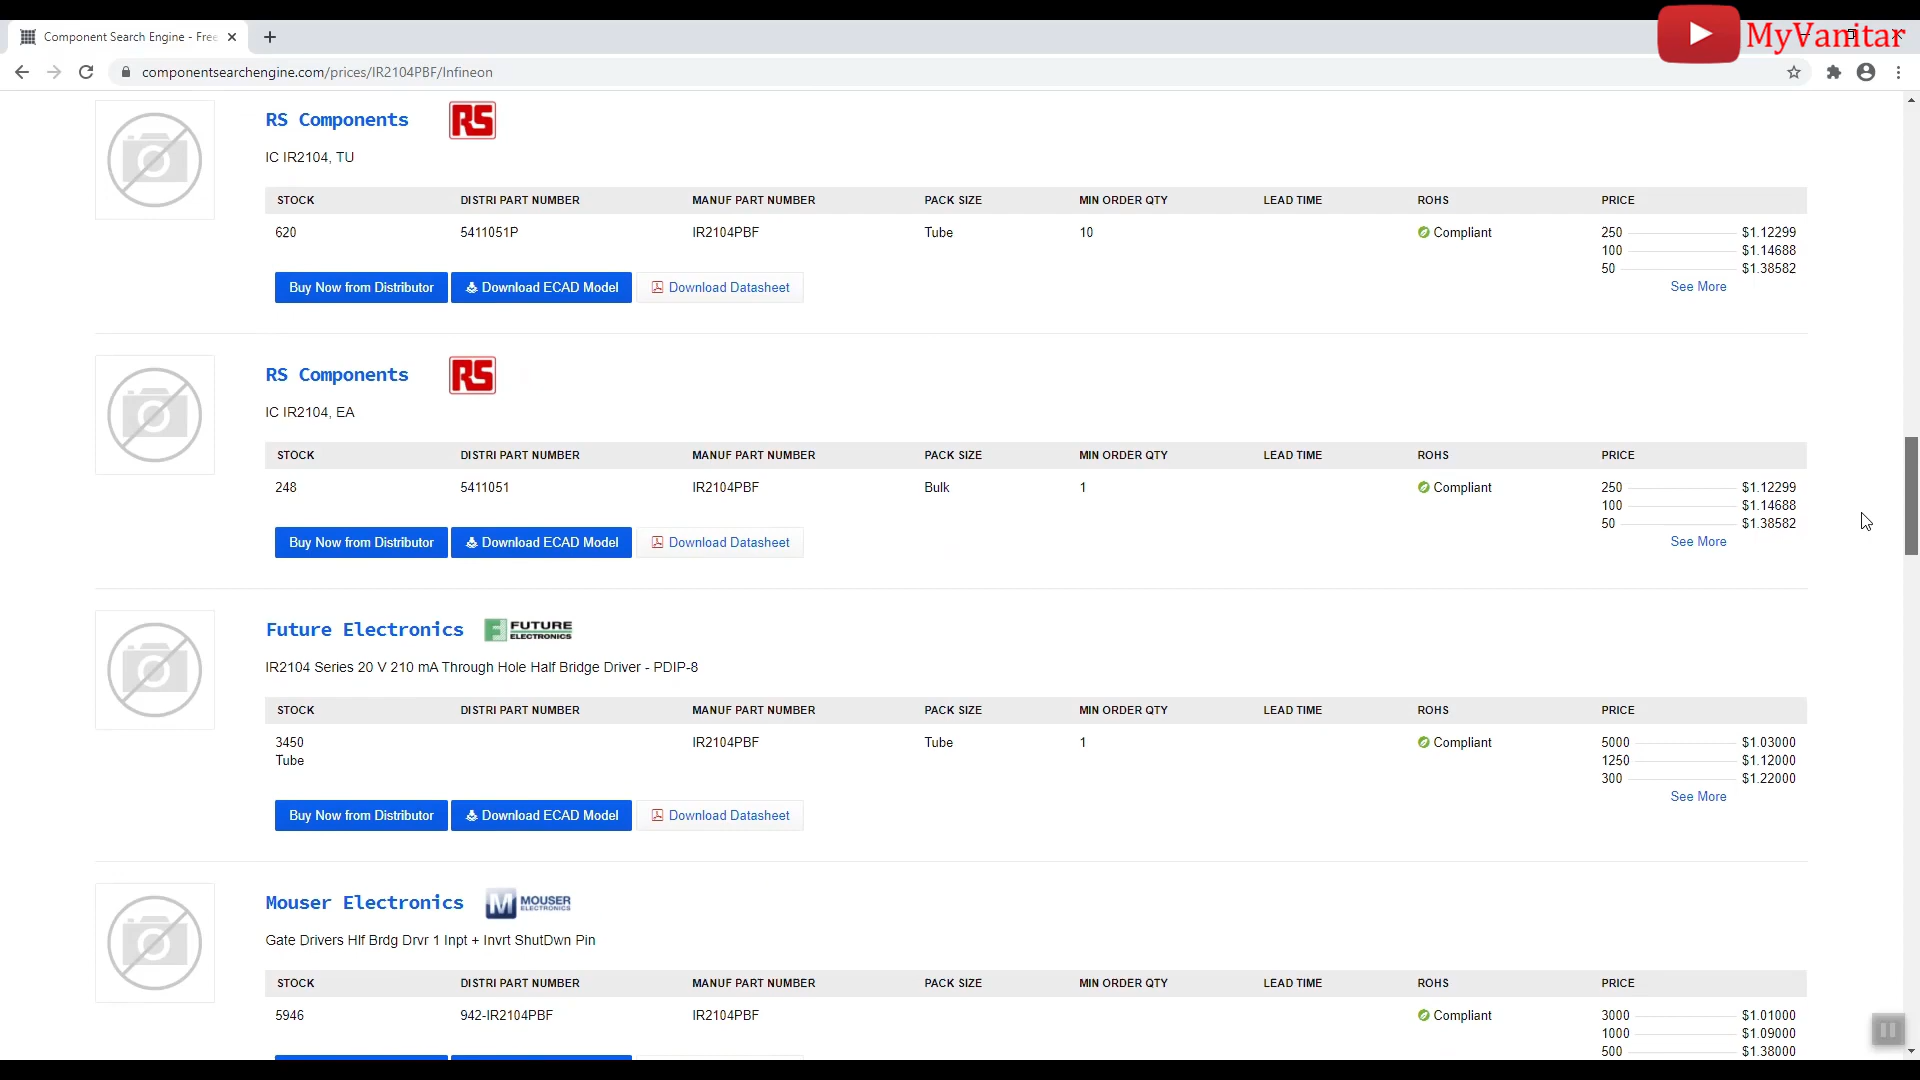 Component Search Engine - Free
MyVanitar
componentsearchengine.com/prices/IR2104PBF/Infineon
RS Components RS
IC IR2104, TU
STOCK DISTRI PART NUMBER MANUF PART NUMBER PACK SIZE MIN ORDER QTY LEAD TIME ROHS PRICE
620 5411051P IR2104PBF Tube 10 Compliant 250 $1.12299
100 $1.14688
50 $1.38582
See More
Buy Now from Distributor Download ECAD Model Download Datasheet
RS Components RS
IC IR2104, EA
STOCK DISTRI PART NUMBER MANUF PART NUMBER PACK SIZE MIN ORDER QTY LEAD TIME ROHS PRICE
248 5411051 IR2104PBF Bulk 1 Compliant 250 $1.12299
100 $1.14688
50 $1.38582
See More
Buy Now from Distributor Download ECAD Model Download Datasheet
Future Electronics F FUTURE ELECTRONICS
IR2104 Series 20 V 210 mA Through Hole Half Bridge Driver - PDIP-8
STOCK DISTRI PART NUMBER MANUF PART NUMBER PACK SIZE MIN ORDER QTY LEAD TIME ROHS PRICE
3450 IR2104PBF Tube 1 Compliant 5000 $1.03000
Tube 1250 $1.12000
300 $1.22000
See More
Buy Now from Distributor Download ECAD Model Download Datasheet
Mouser Electronics M MOUSER ELECTRONICS
Gate Drivers Hlf Brdg Drvr 1 Inpt + Invrt ShutDwn Pin
STOCK DISTRI PART NUMBER MANUF PART NUMBER PACK SIZE MIN ORDER QTY LEAD TIME ROHS PRICE
5946 942-IR2104PBF IR2104PBF Compliant 3000 $1.01000
1000 $1.09000
500 $1.38000